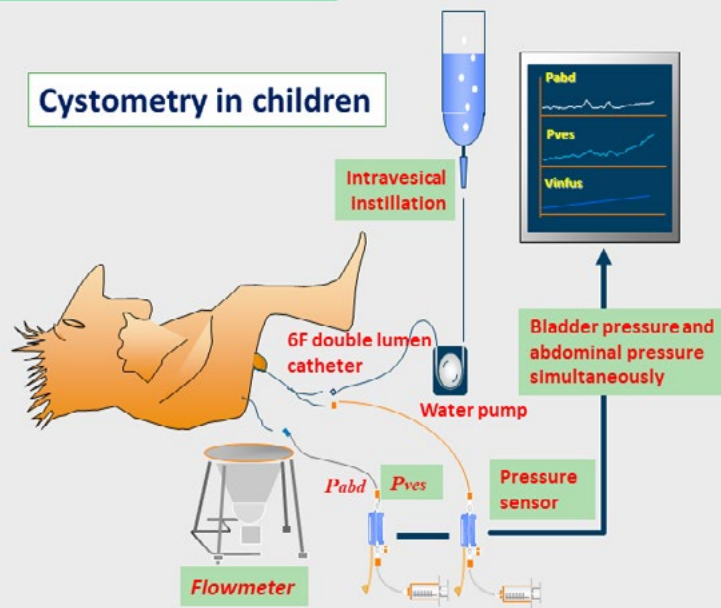 Cystometry in children
Pabd
Pves
Vinfus
Intravesical
instillation
6F double lumen
catheter
Water pump
Bladder pressure and
abdominal pressure
simultaneously
Pabd
Pves
Pressure
sensor
Flowmeter